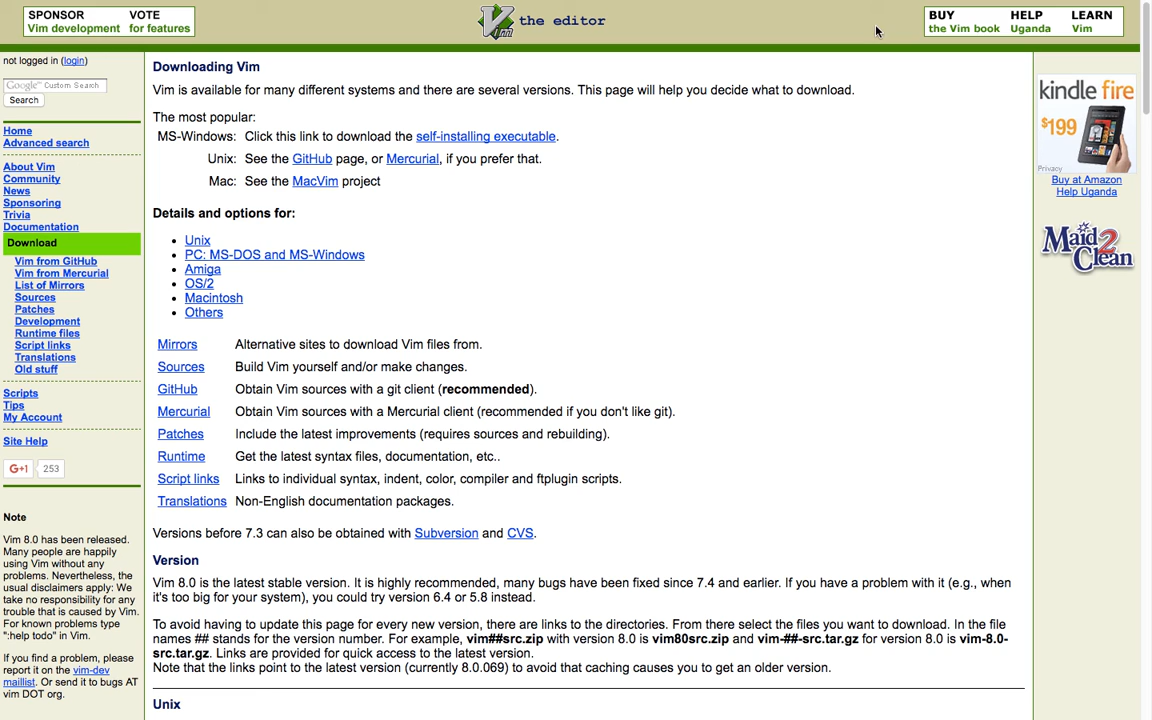 SPONSOR VOTE
Vim development for features
Vim
the editor
BUY HELP LEARN
the Vim book Uganda Vim
not logged in (login)
Google™ Custom Search
Search
Home
Advanced search
About Vim
Community
News
Sponsoring
Trivia
Documentation
Download
Vim from GitHub
Vim from Mercurial
List of Mirrors
Sources
Patches
Development
Runtime files
Script links
Translations
Old stuff
Scripts
Tips
My Account
Site Help
G+1 253
Note
Vim 8.0 has been released.
Many people are happily
using Vim without any
problems. Nevertheless, the
usual disclaimers apply: We
take no responsibility for any
trouble that is caused by Vim.
For known problems type
":help todo" in Vim.
If you find a problem, please
report it on the vim-dev
maillist. Or send it to bugs AT
vim DOT org.
Downloading Vim
Vim is available for many different systems and there are several versions. This page will help you decide what to download.
The most popular:
MS-Windows: Click this link to download the self-installing executable.
Unix: See the GitHub page, or Mercurial, if you prefer that.
Mac: See the MacVim project
Details and options for:
• Unix
• PC: MS-DOS and MS-Windows
• Amiga
• OS/2
• Macintosh
• Others
Mirrors Alternative sites to download Vim files from.
Sources Build Vim yourself and/or make changes.
GitHub Obtain Vim sources with a git client (recommended).
Mercurial Obtain Vim sources with a Mercurial client (recommended if you don't like git).
Patches Include the latest improvements (requires sources and rebuilding).
Runtime Get the latest syntax files, documentation, etc..
Script links Links to individual syntax, indent, color, compiler and ftplugin scripts.
Translations Non-English documentation packages.
Versions before 7.3 can also be obtained with Subversion and CVS.
Version
Vim 8.0 is the latest stable version. It is highly recommended, many bugs have been fixed since 7.4 and earlier. If you have a problem with it (e.g., when
it's too big for your system), you could try version 6.4 or 5.8 instead.
To avoid having to update this page for every new version, there are links to the directories. From there select the files you want to download. In the file
names ## stands for the version number. For example, vim##src.zip with version 8.0 is vim80src.zip and vim-##-src.tar.gz for version 8.0 is vim-8.0-
src.tar.gz. Links are provided for quick access to the latest version.
Note that the links point to the latest version (currently 8.0.069) to avoid that caching causes you to get an older version.
Unix
kindle fire
$199
Privacy
Buy at Amazon
Help Uganda
Maid2
Clean